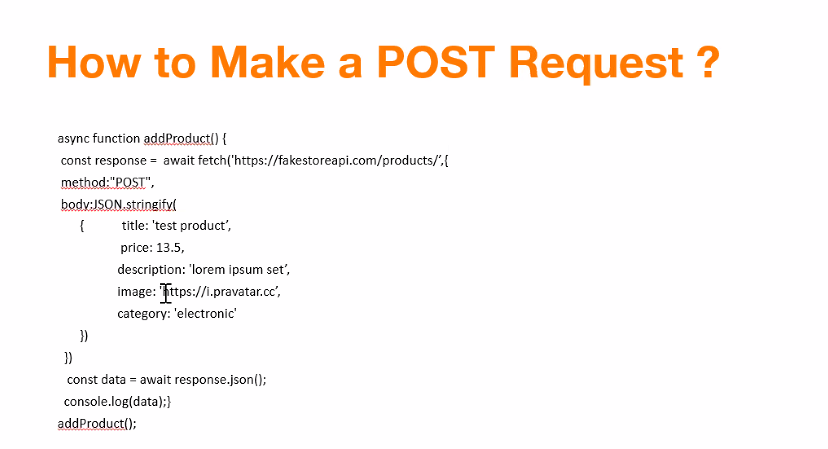 How to Make a POST Request ?
async function addProduct() {
const response =  await fetch('https://fakestoreapi.com/products/’,{
method:"POST",
body:JSON.stringify(
{ title: 'test product’,
price: 13.5,
description: 'lorem ipsum set’,
image: 'https://i.pravatar.cc’,
category: 'electronic'
})
})
const data = await response.json();
console.log(data);}
addProduct();